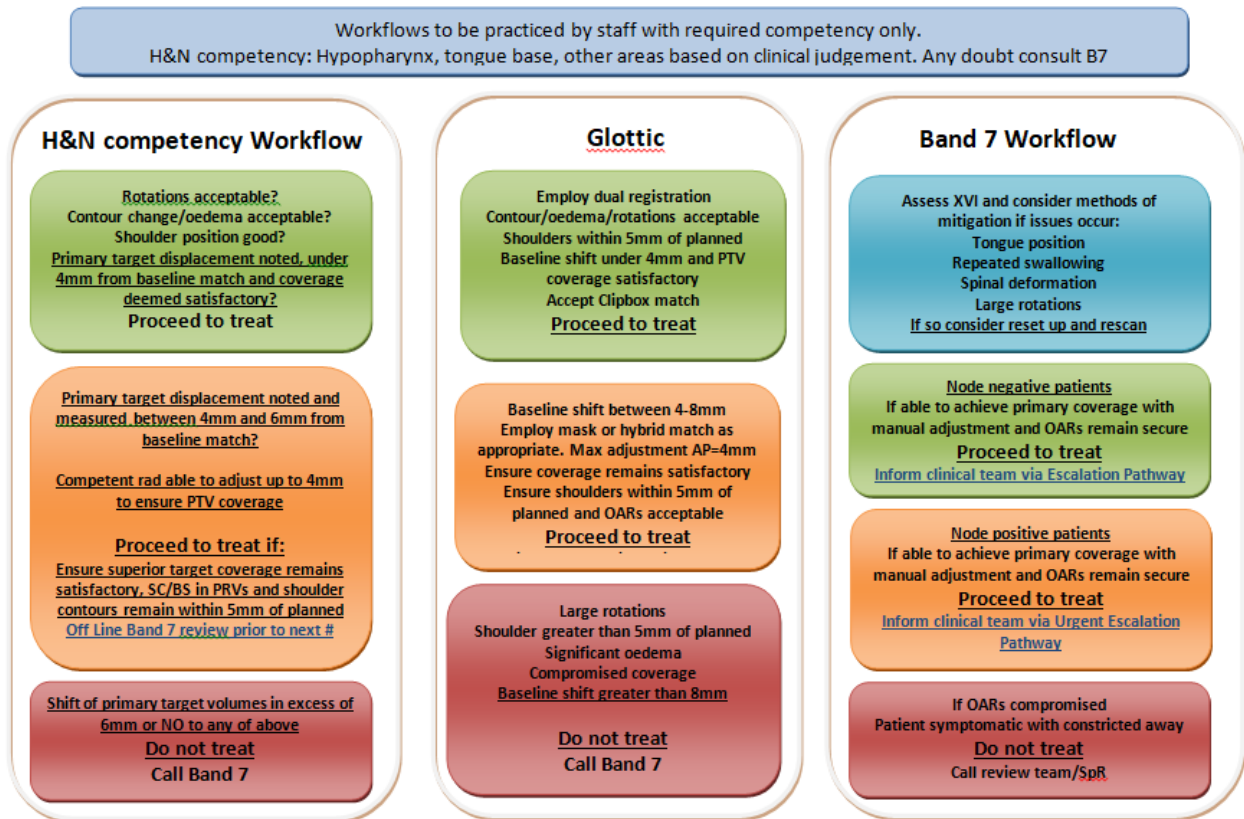 Workflows to be practiced by staff with required competency only.
H&N competency: Hypopharynx, tongue base, other areas based on clinical judgement. Any doubt consult B7
H&N competency Workflow
Rotations acceptable?
Contour change/oedema acceptable?
Shoulder position good?
Primary target displacement noted, under
4mm from baseline match and coverage
deemed satisfactory?
Proceed to treat
Primary target displacement noted and
measured between 4mm and 6mm from
baseline match?
Competent rad able to adjust up to 4mm
to ensure PTV coverage
Proceed to treat if:
Ensure superior target coverage remains
satisfactory, SC/BS in PRVs and shoulder
contours remain within 5mm of planned
Off Line Band 7 review prior to next #
Shift of primary target volumes in excess of
6mm or NO to any of above
Do not treat
Call Band 7
Glottic
Employ dual registration
Contour/oedema/rotations acceptable
Shoulders within 5mm of planned
Baseline shift under 4mm and PTV
coverage satisfactory
Accept Clipbox match
Proceed to treat
Baseline shift between 4-8mm
Employ mask or hybrid match as
appropriate. Max adjustment AP=4mm
Ensure coverage remains satisfactory
Ensure shoulders within 5mm of
planned and OARs acceptable
Proceed to treat
Large rotations
Shoulder greater than 5mm of planned
Significant oedema
Compromised coverage
Baseline shift greater than 8mm
Do not treat
Call Band 7
Band 7 Workflow
Assess XVI and consider methods of
mitigation if issues occur:
Tongue position
Repeated swallowing
Spinal deformation
Large rotations
If so consider reset up and rescan
Node negative patients
If able to achieve primary coverage with
manual adjustment and OARs remain secure
Proceed to treat
Inform clinical team via Escalation Pathway
Node positive patients
If able to achieve primary coverage with
manual adjustment and OARs remain secure
Proceed to treat
Inform clinical team via Urgent Escalation
Pathway
If OARs compromised
Patient symptomatic with constricted away
Do not treat
Call review team/SpR